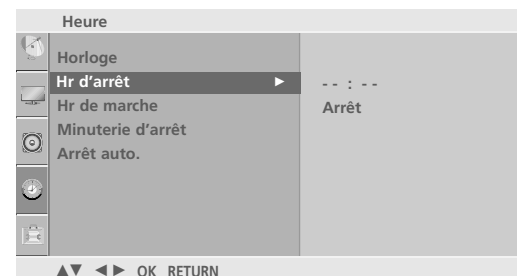 Heure
Horloge
Hr d’arrêt ► - - : - -
Hr de marche Arrêt
Minuterie d’arrêt
Arrêt auto.
▲▼ ◄► OK RETURN